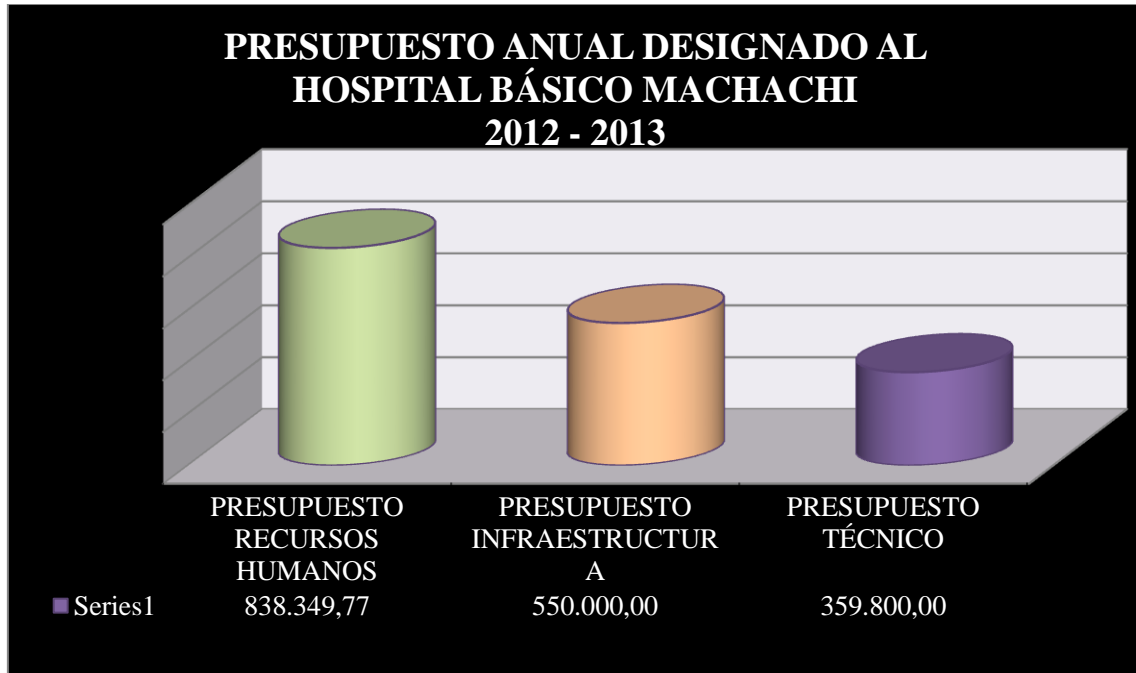 PRESUPUESTO ANUAL DESIGNADO AL
HOSPITAL BÁSICO MACHACHI
2012 - 2013
PRESUPUESTO
RECURSOS
HUMANOS
PRESUPUESTO
INFRAESTRUCTUR
A
PRESUPUESTO
TÉCNICO
Series1 838.349,77 550.000,00 359.800,00